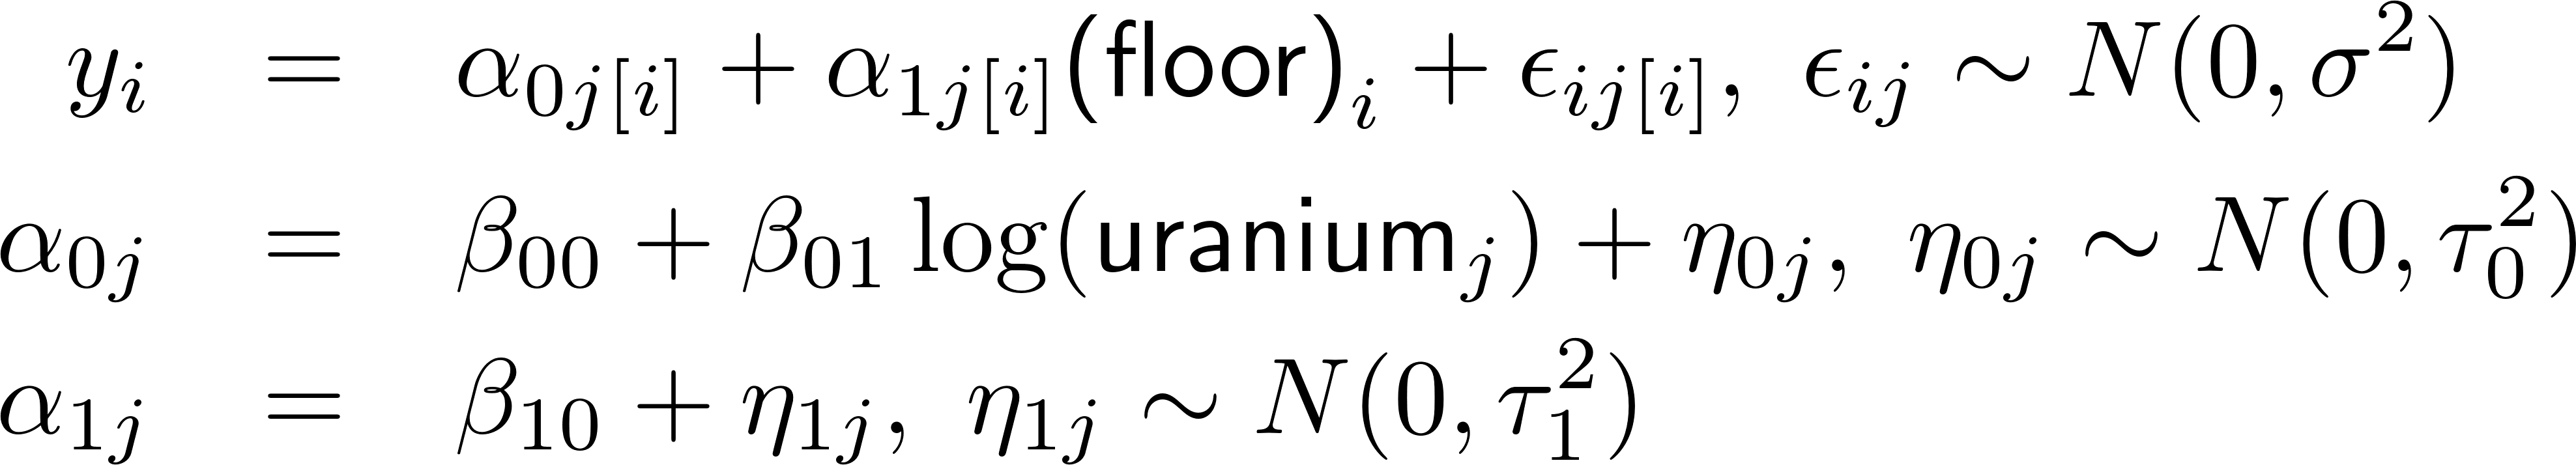 y_i = α_{0j[i]} + α_{1j[i]}(floor)_i + ϵ_{ij[i]}, ϵ_{ij} ∼ N(0, σ^2)
α_{0j} = β_{00} + β_{01} log(uranium_j) + η_{0j}, η_{0j} ∼ N(0, τ_0^2)
α_{1j} = β_{10} + η_{1j}, η_{1j} ∼ N(0, τ_1^2)